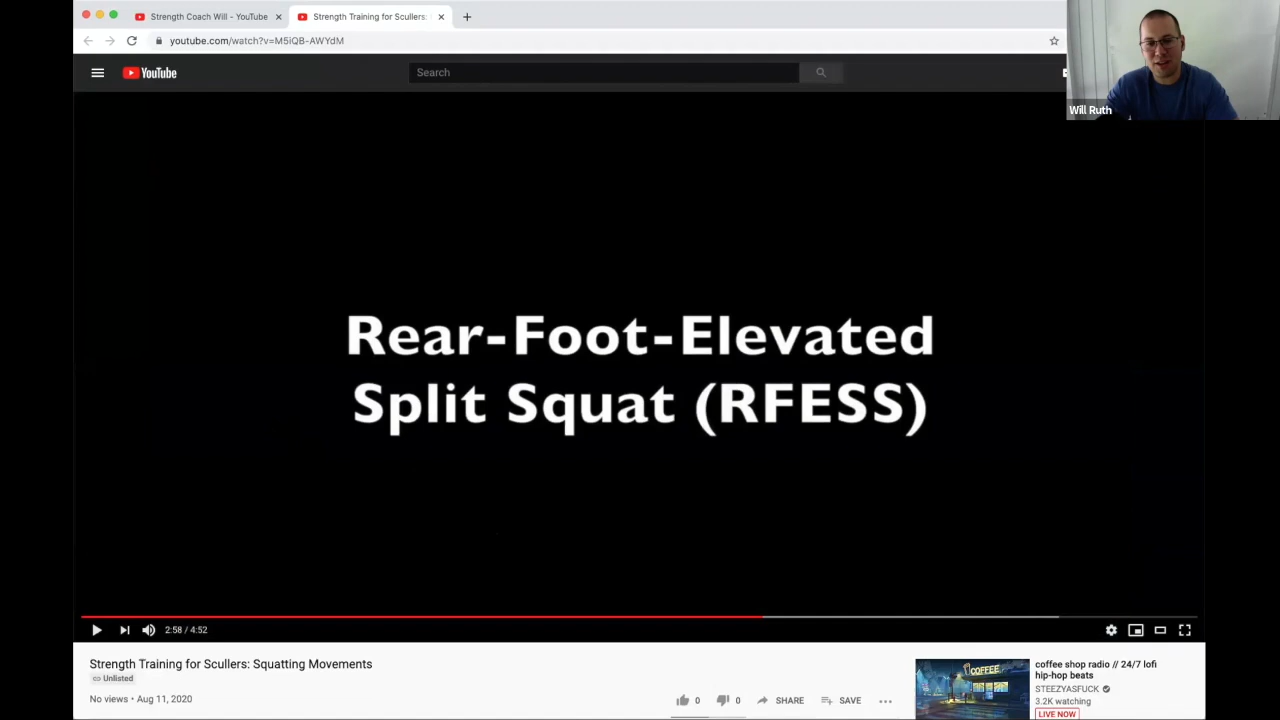 Strength Coach Will - YouTube
Strength Training for Scullers:
youtube.com/watch?v=M5iQB-AWYdM
YouTube
Search
Will Ruth
Rear-Foot-Elevated
Split Squat (RFESS)
2:58 / 4:52
Strength Training for Scullers: Squatting Movements
Unlisted
No views • Aug 11, 2020
0
0
SHARE
SAVE
COFFEE
coffee shop radio // 24/7 lofi
hip-hop beats
STEEZYASFUCK
3.2K watching
LIVE NOW